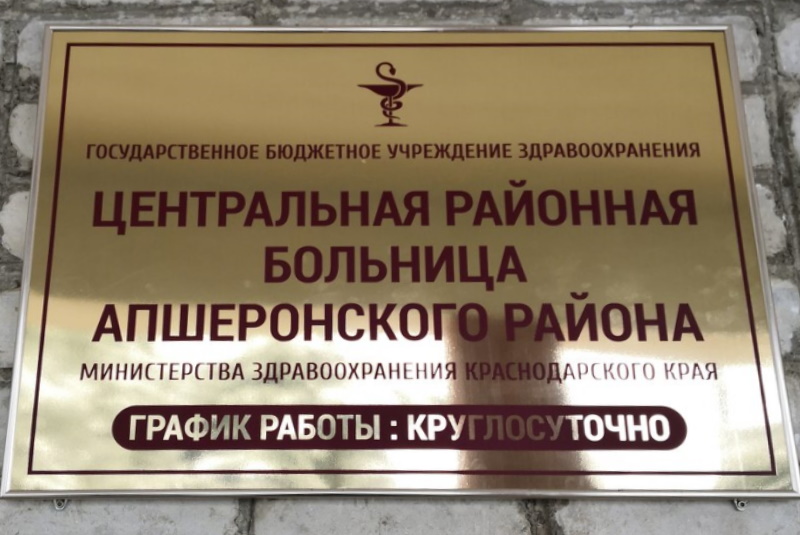 ГОСУДАРСТВЕННОЕ БЮДЖЕТНОЕ УЧРЕЖДЕНИЕ ЗДРАВООХРАНЕНИЯ
ЦЕНТРАЛЬНАЯ РАЙОННАЯ
БОЛЬНИЦА
АПШЕРОНСКОГО РАЙОНА
МИНИСТЕРСТВА ЗДРАВООХРАНЕНИЯ КРАСНОДАРСКОГО КРАЯ
ГРАФИК РАБОТЫ : КРУГЛОСУТОЧНО